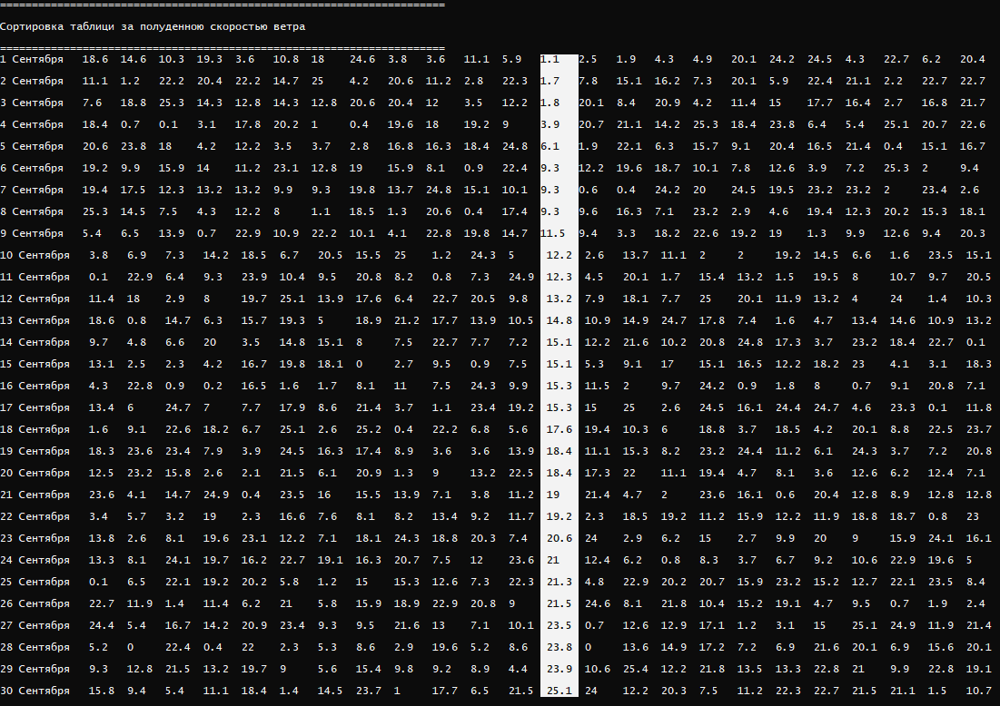 ======================================================================
Сортировка таблици за полуденною скоростью ветра
======================================================================
1 Сентября 18.6 14.6 10.3 19.3 3.6 10.8 18 24.6 3.8 3.6 11.1 5.9 1.1 2.5 1.9 4.3 4.9 20.1 24.2 24.5 4.3 22.7 6.2 20.4
2 Сентября 11.1 1.2 22.2 20.4 22.2 14.7 25 4.2 20.6 11.2 2.8 22.3 1.7 7.8 15.1 16.2 7.3 20.1 5.9 22.4 21.1 2.2 22.7 22.7
3 Сентября 7.6 18.8 25.3 14.3 12.8 14.3 12.8 20.6 20.4 12 3.5 12.2 1.8 20.1 8.4 20.9 4.2 11.4 15 17.7 16.4 2.7 16.8 21.7
4 Сентября 18.4 0.7 0.1 3.1 17.8 20.2 1 0.4 19.6 18 19.2 9 3.9 20.7 21.1 14.2 25.3 18.4 23.8 6.4 5.4 25.1 20.7 22.6
5 Сентября 20.6 23.8 18 4.2 12.2 3.5 3.7 2.8 16.8 16.3 18.4 24.8 6.1 1.9 22.1 6.3 15.7 9.1 20.4 16.5 21.4 0.4 15.1 16.7
6 Сентября 19.2 9.9 15.9 14 11.2 23.1 12.8 19 15.9 8.1 0.9 22.4 9.3 12.2 19.6 18.7 10.1 7.8 12.6 3.9 7.2 25.3 2 9.4
7 Сентября 19.4 17.5 12.3 13.2 13.2 9.9 9.3 19.8 13.7 24.8 15.1 10.1 9.3 0.6 0.4 24.2 20 24.5 19.5 23.2 23.2 2 23.4 2.6
8 Сентября 25.3 14.5 7.5 4.3 12.2 8 1.1 18.5 1.3 20.6 0.4 17.4 9.3 9.6 16.3 7.1 23.2 2.9 4.6 19.4 12.3 20.2 15.3 18.1
9 Сентября 5.4 6.5 13.9 0.7 22.9 10.9 22.2 10.1 4.1 22.8 19.8 14.7 11.5 9.4 3.3 18.2 22.6 19.2 19 1.3 9.9 12.6 9.4 20.3
10 Сентября 3.8 6.9 7.3 14.2 18.5 6.7 20.5 15.5 25 1.2 24.3 5 12.2 2.6 13.7 11.1 2 2 19.2 14.5 6.6 1.6 23.5 15.1
11 Сентября 0.1 22.9 6.4 9.3 23.9 10.4 9.5 20.8 8.2 0.8 7.3 24.9 12.3 4.5 20.1 1.7 15.4 13.2 1.5 19.5 8 10.7 9.7 20.5
12 Сентября 11.4 18 2.9 8 19.7 25.1 13.9 17.6 6.4 22.7 20.5 9.8 13.2 7.9 18.1 7.7 25 20.1 11.9 13.2 4 24 1.4 10.3
13 Сентября 18.6 0.8 14.7 6.3 15.7 19.3 5 18.9 21.2 17.7 13.9 10.5 14.8 10.9 14.9 24.7 17.8 7.4 1.6 4.7 13.4 14.6 10.9 13.2
14 Сентября 9.7 4.8 6.6 20 3.5 14.8 15.1 8 7.5 22.7 7.7 7.2 15.1 12.2 21.6 10.2 20.8 24.8 17.3 3.7 23.2 18.4 22.7 0.1
15 Сентября 13.1 2.5 2.3 4.2 16.7 19.8 18.1 0 2.7 9.5 0.9 7.5 15.1 5.3 9.1 17 15.1 16.5 12.2 18.2 23 4.1 3.1 18.3
16 Сентября 4.3 22.8 0.9 0.2 16.5 1.6 1.7 8.1 11 7.5 24.3 9.9 15.3 11.5 2 9.7 24.2 0.9 1.8 8 0.7 9.1 20.8 7.1
17 Сентября 13.4 6 24.7 7 7.7 17.9 8.6 21.4 3.7 1.1 23.4 19.2 15.3 15 25 2.6 24.5 16.1 24.4 24.7 4.6 23.3 0.1 11.8
18 Сентября 1.6 9.1 22.6 18.2 6.7 25.1 2.6 25.2 0.4 22.2 6.8 5.6 17.6 19.4 10.3 6 18.8 3.7 18.5 4.2 20.1 8.8 22.5 23.7
19 Сентября 18.3 23.6 23.4 7.9 3.9 24.5 16.3 17.4 8.9 3.6 3.6 13.9 18.4 11.1 15.3 8.2 23.2 24.4 11.2 6.1 24.3 3.7 7.2 20.8
20 Сентября 12.5 23.2 15.8 2.6 2.1 21.5 6.1 20.9 1.3 9 13.2 22.5 18.4 17.3 22 11.1 19.4 4.7 8.1 3.6 12.6 6.2 12.4 7.1
21 Сентября 23.6 4.1 14.7 24.9 0.4 23.5 16 15.5 13.9 7.1 3.8 11.2 19 21.4 4.7 2 23.6 16.1 0.6 20.4 12.8 8.9 12.8 12.8
22 Сентября 3.4 5.7 3.2 19 2.3 16.6 7.6 8.1 8.2 13.4 9.2 11.7 19.2 2.3 18.5 19.2 11.2 15.9 12.2 11.9 18.8 18.7 0.8 23
23 Сентября 13.8 2.6 8.1 19.6 23.1 12.2 7.1 18.1 24.3 18.8 20.3 7.4 20.6 24 2.9 6.2 15 2.7 9.9 20 9 15.9 24.1 16.1
24 Сентября 13.3 8.1 24.1 19.7 16.2 22.7 19.1 16.3 20.7 7.5 12 23.6 21 12.4 6.2 0.8 8.3 3.7 6.7 9.2 10.6 22.9 19.6 5
25 Сентября 0.1 6.5 22.1 19.2 20.2 5.8 1.2 15 15.3 12.6 7.3 22.3 21.3 4.8 22.9 20.2 20.7 15.9 23.2 15.2 12.7 22.1 23.5 8.4
26 Сентября 22.7 11.9 1.4 11.4 6.2 21 5.8 15.9 18.9 22.9 20.8 9 21.5 24.6 8.1 21.8 10.4 15.2 19.1 4.7 9.5 0.7 1.9 2.4
27 Сентября 24.4 5.4 16.7 14.2 20.9 23.4 9.3 9.5 21.6 13 7.1 10.1 23.5 0.7 12.6 12.9 17.1 1.2 3.1 15 25.1 24.9 11.9 21.4
28 Сентября 5.2 0 22.4 0.4 22 2.3 5.3 8.6 2.9 19.6 5.2 8.6 23.8 0 13.6 14.9 17.2 7.2 6.9 21.6 20.1 6.9 15.6 20.1
29 Сентября 9.3 12.8 21.5 13.2 19.7 9 5.6 15.4 9.8 9.2 8.9 4.4 23.9 10.6 25.4 12.2 21.8 13.5 13.3 22.8 21 9.9 22.8 19.1
30 Сентября 15.8 9.4 5.4 11.1 18.4 1.4 14.5 23.7 1 17.7 6.5 21.5 25.1 24 12.2 20.3 7.5 11.2 22.3 22.7 21.5 21.1 1.5 10.7